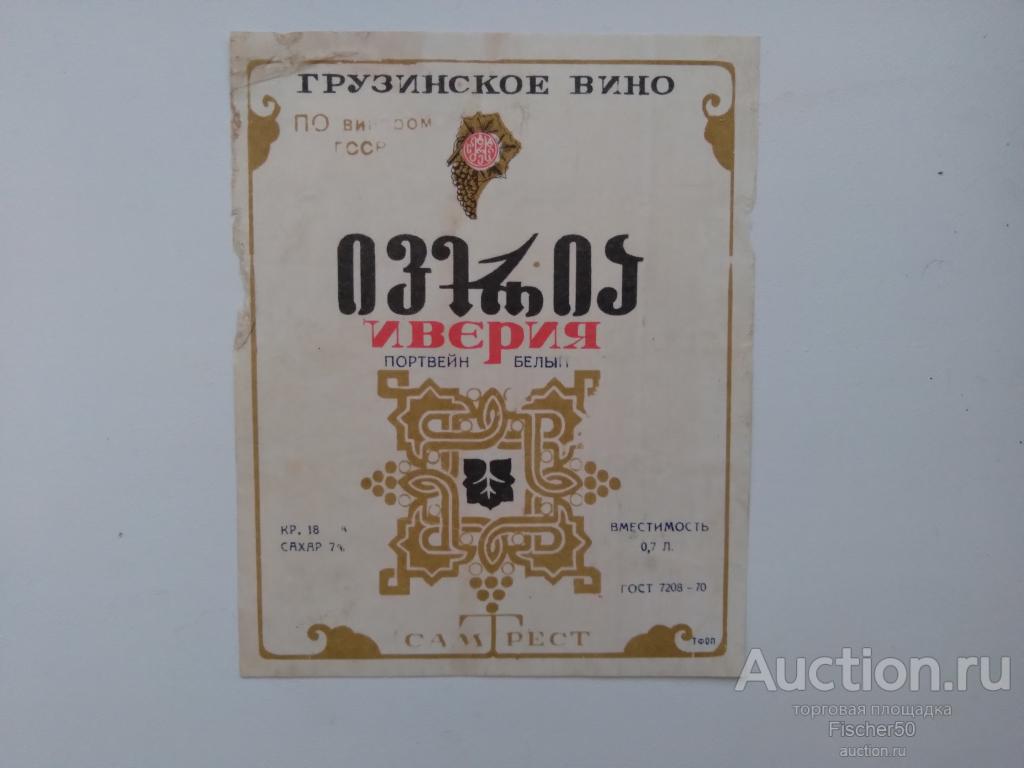 ГРУЗИНСКОЕ ВИНО
ПО
ГССР
ივერია
ИВЕРИЯ
ПОРТВЕЙН БЕЛЫЙ
КР. 18
САХАР 7%
ВМЕСТИМОСТЬ
0,7 Л.
ГОСТ 7208-70
САМТРЕСТ
ТФОП
Auction.ru
торговая площадка
Fischer50
auction.ru